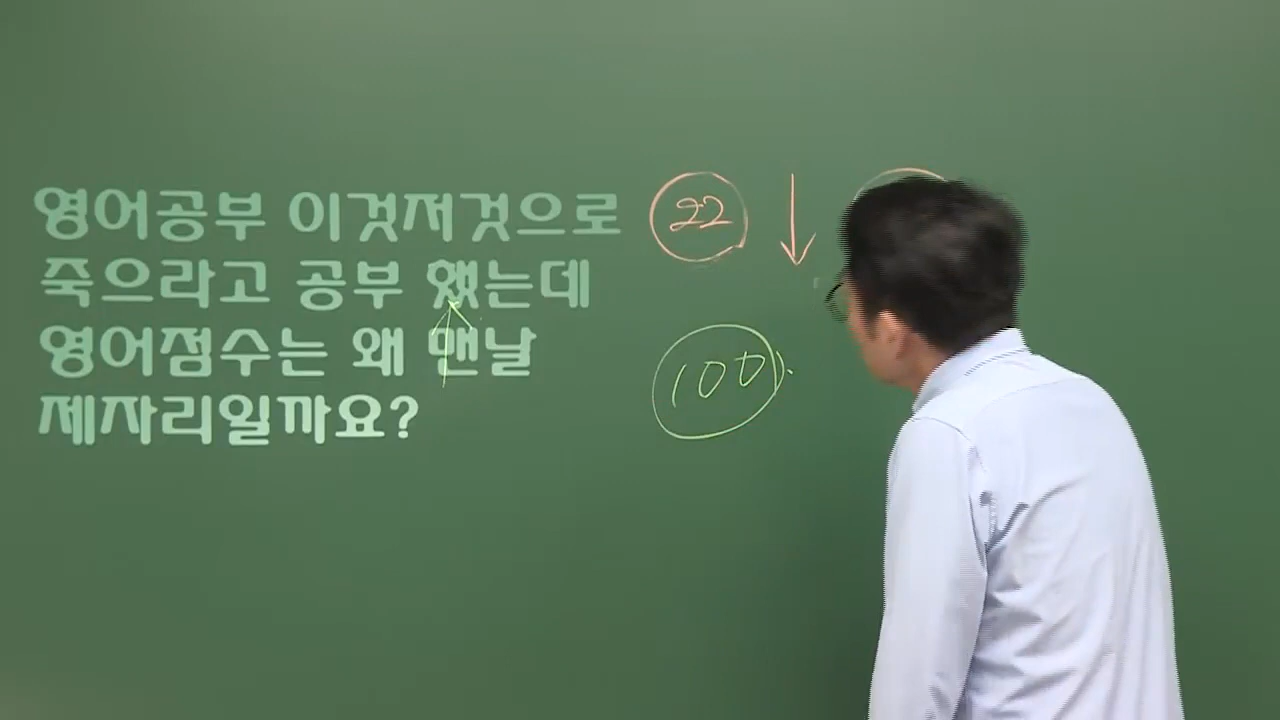 영어공부 이것저것으로
죽으라고 공부 했는데
영어점수는 왜 맨날
제자리일까요?
22
100